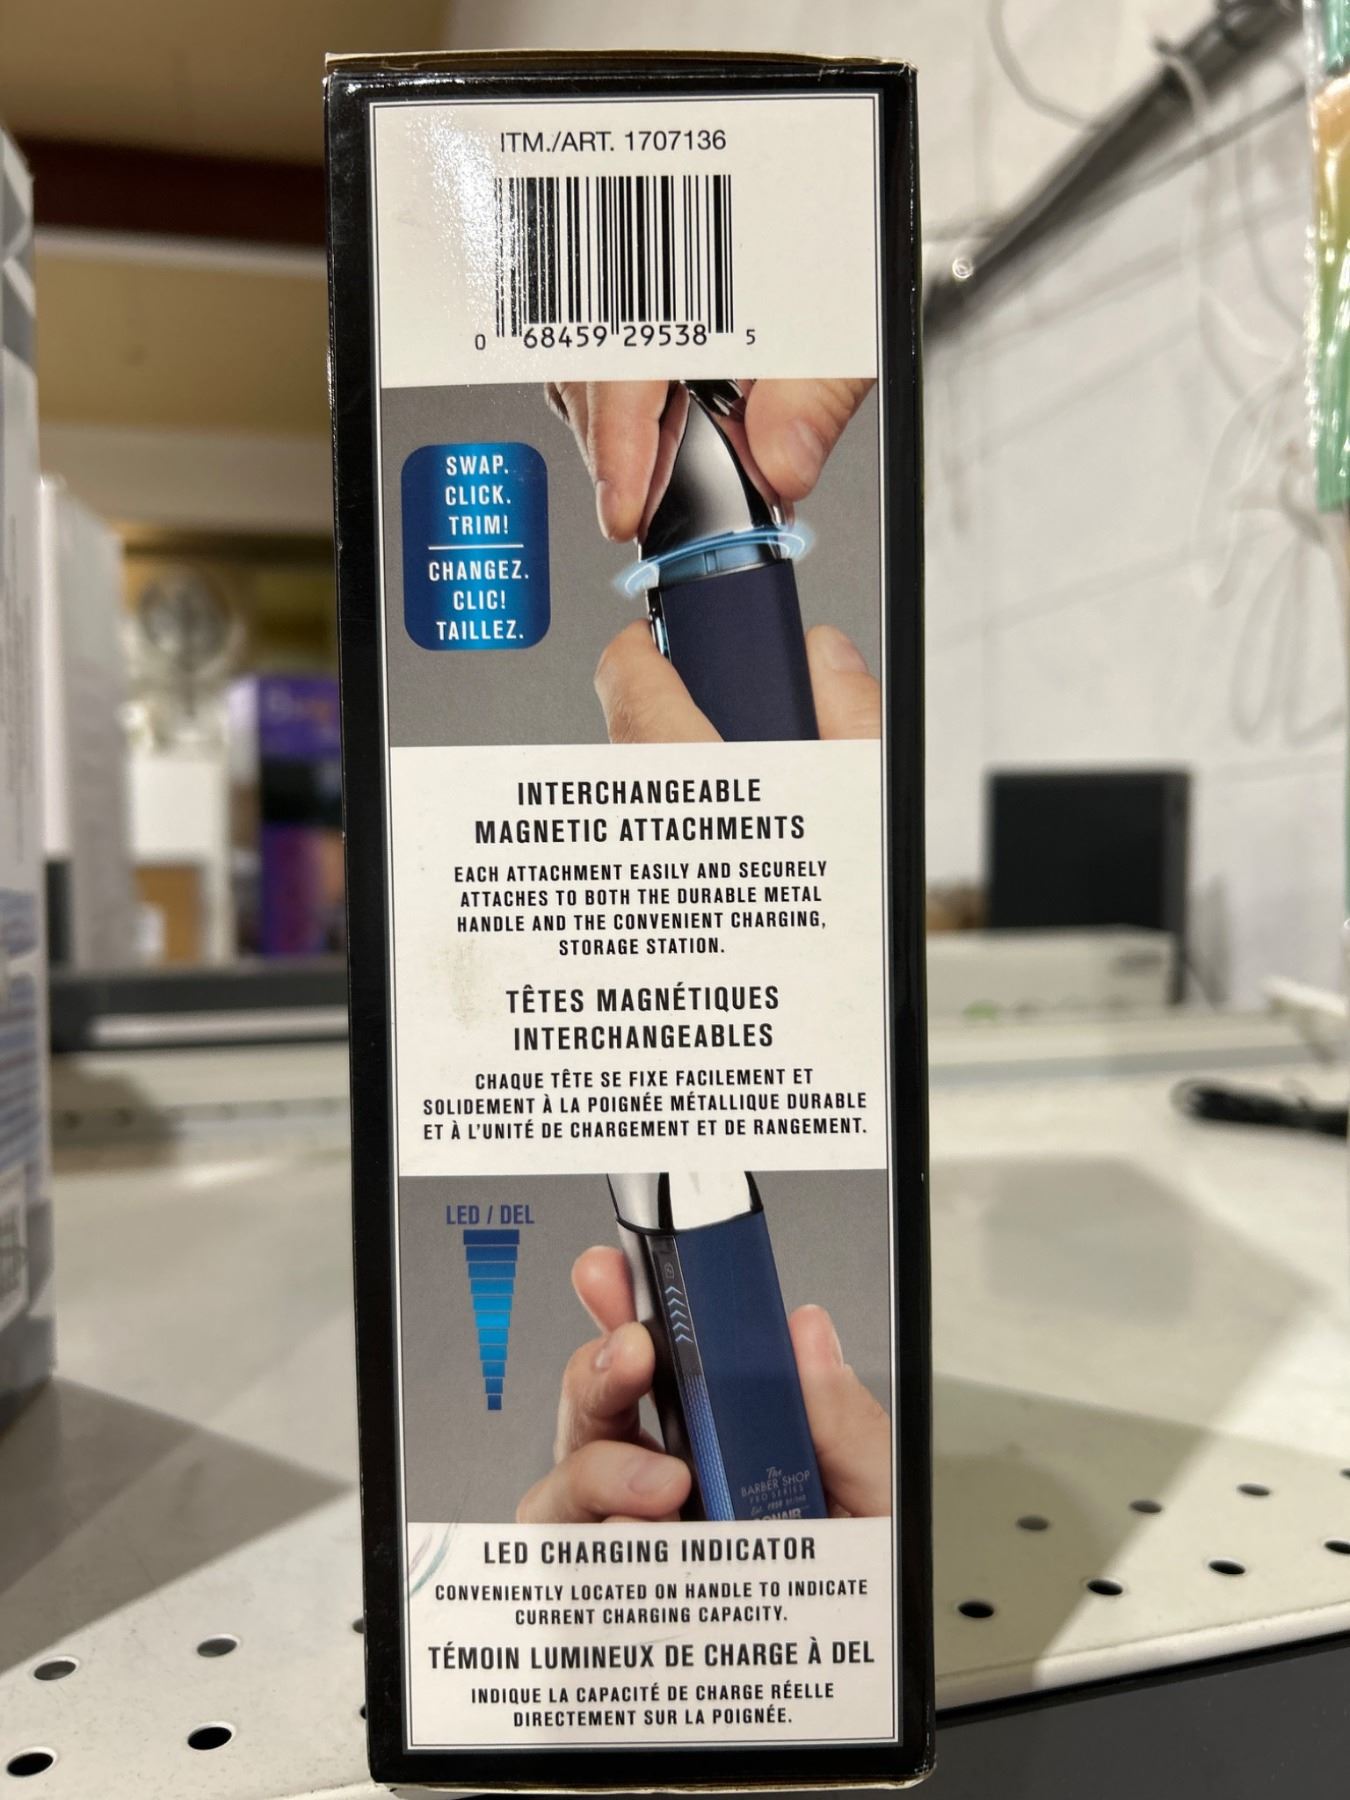 ITM./ART. 1707136
0 68459 29538 5
SWAP.
CLICK.
TRIM!
CHANGEZ.
CLIC!
TAILLEZ.
INTERCHANGEABLE
MAGNETIC ATTACHMENTS
EACH ATTACHMENT EASILY AND SECURELY
ATTACHES TO BOTH THE DURABLE METAL
HANDLE AND THE CONVENIENT CHARGING,
STORAGE STATION.
TÊTES MAGNÉTIQUES
INTERCHANGEABLES
CHAQUE TÊTE SE FIXE FACILEMENT ET
SOLIDEMENT À LA POIGNÉE MÉTALLIQUE DURABLE
ET À L'UNITÉ DE CHARGEMENT ET DE RANGEMENT.
LED / DEL
The
BARBER SHOP
PRO SERIES
LED CHARGING INDICATOR
CONVENIENTLY LOCATED ON HANDLE TO INDICATE
CURRENT CHARGING CAPACITY.
TÉMOIN LUMINEUX DE CHARGE À DEL
INDIQUE LA CAPACITÉ DE CHARGE RÉELLE
DIRECTEMENT SUR LA POIGNÉE.